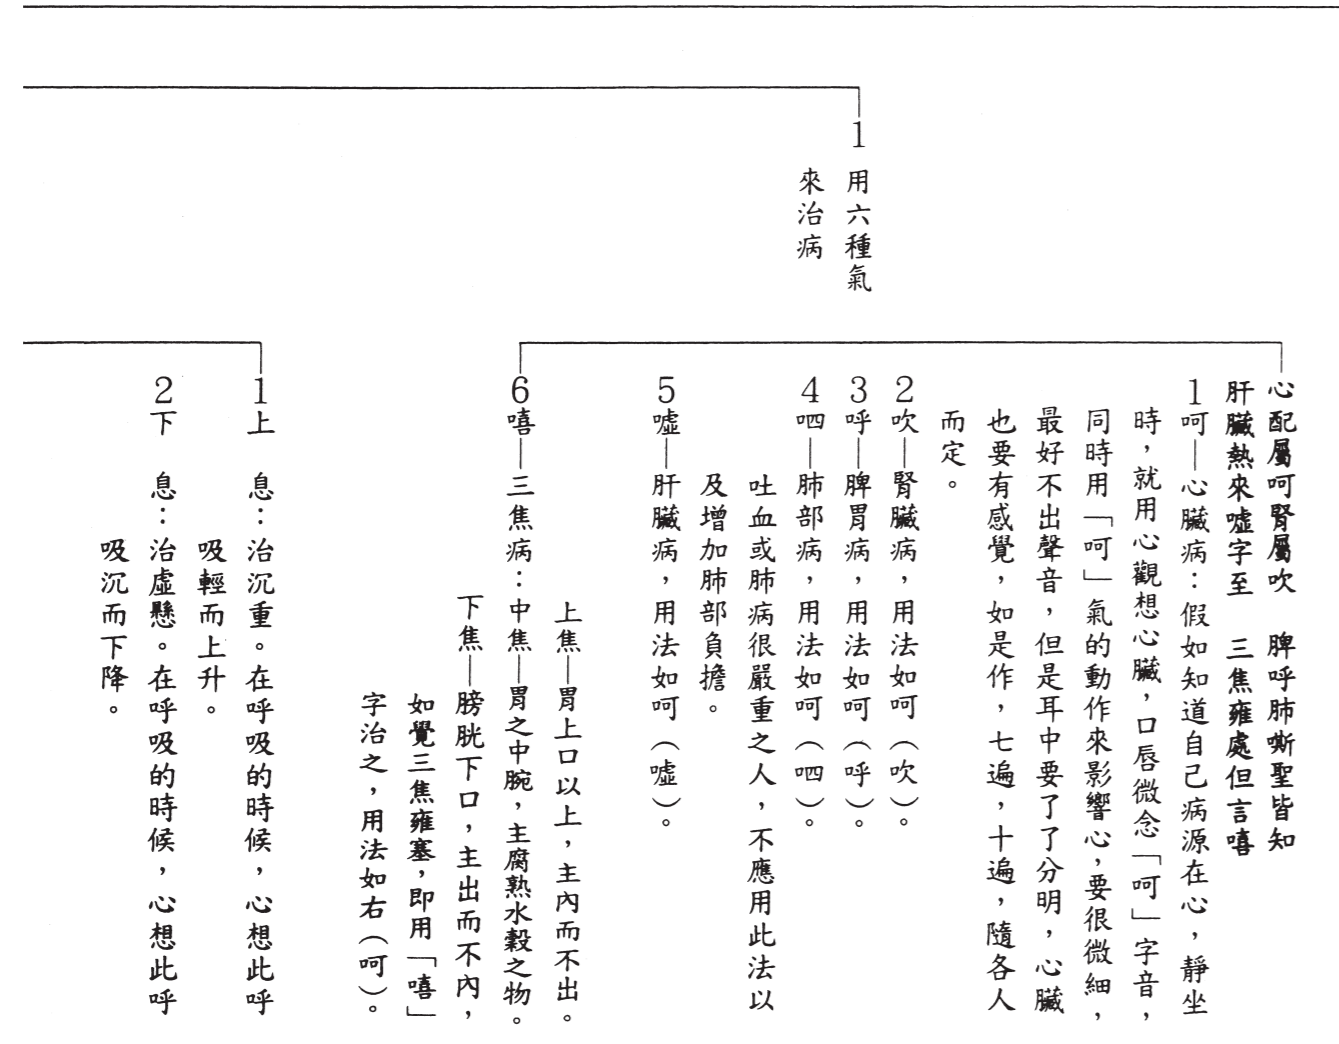 1 用六種氣
來治病
心配屬呵腎屬吹　脾呼肺嘶聖皆知
肝臟熱來噓字至　三焦雍處但言嘻
1 呵—心臟病：假如知道自己病源在心，靜坐
時，就用心觀想心臟，口唇微念「呵」字音，
同時用「呵」氣的動作來影響心，要很微細，
最好不出聲音，但是耳中要了了分明，心臟
也要有感覺，如是作，七遍，十遍，隨各人
而定。
2 吹—腎臟病，用法如呵（吹）。
3 呼—脾胃病，用法如呵（呼）。
4 呬—肺部病，用法如呵（呬）。
吐血或肺病很嚴重之人，不應用此法以
及增加肺部負擔。
5 噓—肝臟病，用法如呵（噓）。
上焦—胃上口以上，主內而不出。
6 嘻—三焦病：中焦—胃之中腕，主腐熟水穀之物。
下焦—膀胱下口，主出而不內，
如覺三焦雍塞，即用「嘻」
字治之，用法如右（呵）。
1 上　息：治沉重。在呼吸的時候，心想此呼
吸輕而上升。
2 下　息：治虛懸。在呼吸的時候，心想此呼
吸沉而下降。